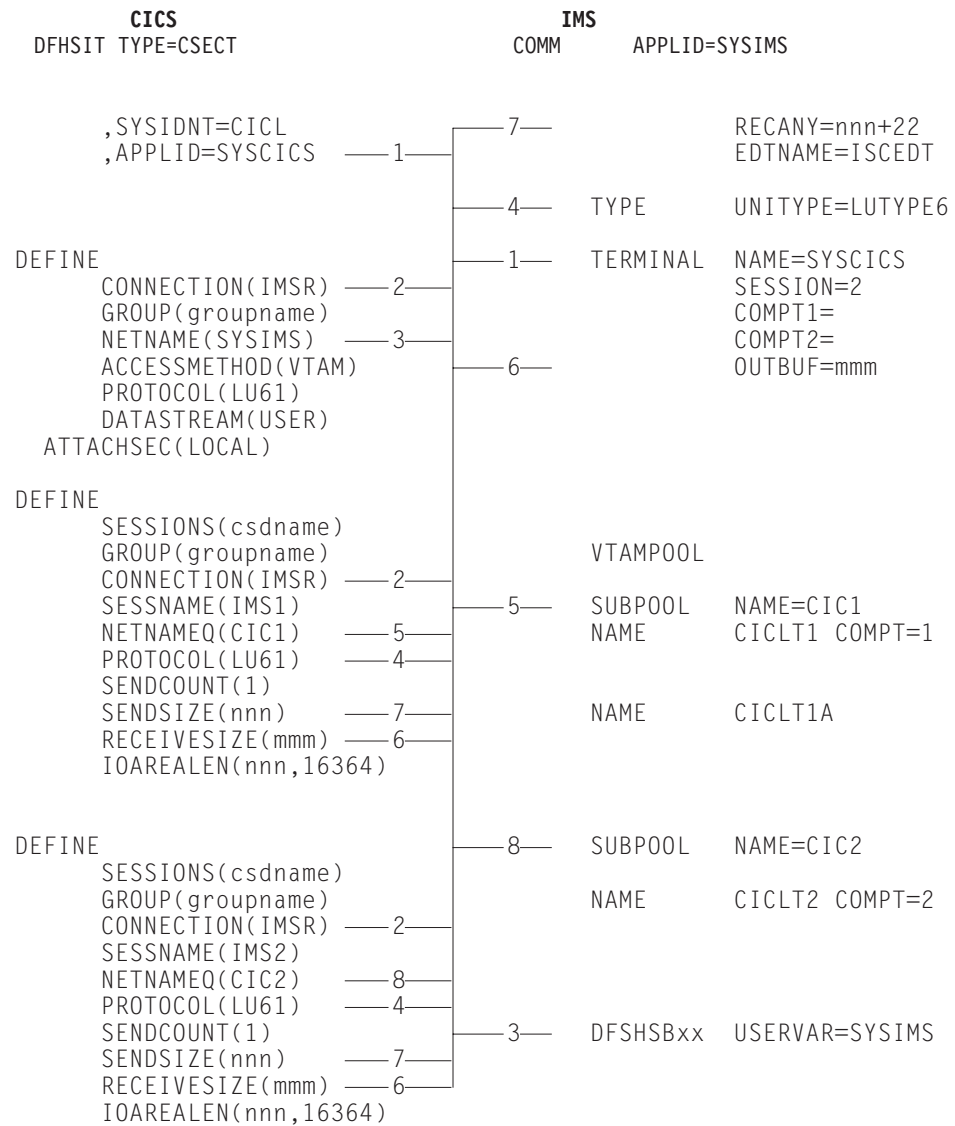 CICS IMS
DFHSIT TYPE=CSECT COMM APPLID=SYSIMS
,SYSIDNT=CICL 7 RECANY=nnn+22
,APPLID=SYSCICS 1 EDTNAME=ISCEDT
4 TYPE UNITYPE=LUTYPE6
DEFINE 1 TERMINAL NAME=SYSCICS
CONNECTION(IMSR) 2 SESSION=2
GROUP(groupname) COMPT1=
NETNAME(SYSIMS) 3 COMPT2=
ACCESSMETHOD(VTAM) 6 OUTBUF=mmm
PROTOCOL(LU61)
DATASTREAM(USER)
ATTACHSEC(LOCAL)
DEFINE
SESSIONS(csdname)
GROUP(groupname) VTAMPOOL
CONNECTION(IMSR) 2
SESSNAME(IMS1) 5 SUBPOOL NAME=CIC1
NETNAMEQ(CIC1) 5 NAME CICLT1 COMPT=1
PROTOCOL(LU61) 4
SENDCOUNT(1)
SENDSIZE(nnn) 7 NAME CICLT1A
RECEIVESIZE(mmm) 6
IOAREALEN(nnn,16364)
DEFINE 8 SUBPOOL NAME=CIC2
SESSIONS(csdname)
GROUP(groupname) NAME CICLT2 COMPT=2
CONNECTION(IMSR) 2
SESSNAME(IMS2)
NETNAMEQ(CIC2) 8
PROTOCOL(LU61) 4
SENDCOUNT(1) 3 DFSHSBxx USERVAR=SYSIMS
SENDSIZE(nnn) 7
RECEIVESIZE(mmm) 6
IOAREALEN(nnn,16364)